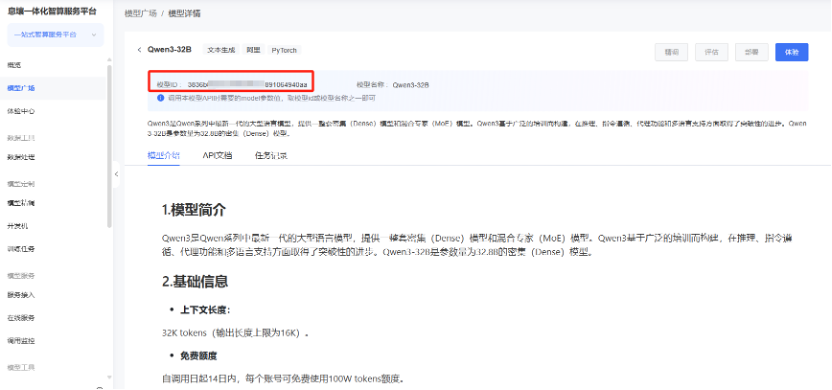 息壤一体化智算服务平台
模型广场 / 模型详情
一站式智算服务平台
Qwen3-32B 文本生成 阿里 PyTorch
精调 评估 部署 体验
概览
模型广场
体验中心
数据工具
数据处理
模型定制
模型精调
开发机
训练任务
模型服务
服务接入
在线服务
调用监控
模型工具
模型ID: 3836b 891064940aa 模型名称: Qwen3-32B
调用本模型API时需要的model参数值，取模型id或模型名称之一即可
Qwen3是Qwen系列中最新一代的大型语言模型，提供一整套密集（Dense）模型和混合专家（MoE）模型。Qwen3基于广泛的培训而构建，在推理、指令遵循、代理功能和多语言支持方面取得了突破性的进步。Qwen
3-32B是参数量为32.8B的密集（Dense）模型。
模型介绍 API文档 任务记录
1.模型简介
Qwen3是Qwen系列中最新一代的大型语言模型，提供一整套密集（Dense）模型和混合专家（MoE）模型。Qwen3基于广泛的培训而构建，在推理、指令遵
循、代理功能和多语言支持方面取得了突破性的进步。Qwen3-32B是参数量为32.8B的密集（Dense）模型。
2.基础信息
• 上下文长度：
32K tokens（输出长度上限为16K）。
• 免费额度
自调用日起14日内，每个账号可免费使用100W tokens额度。